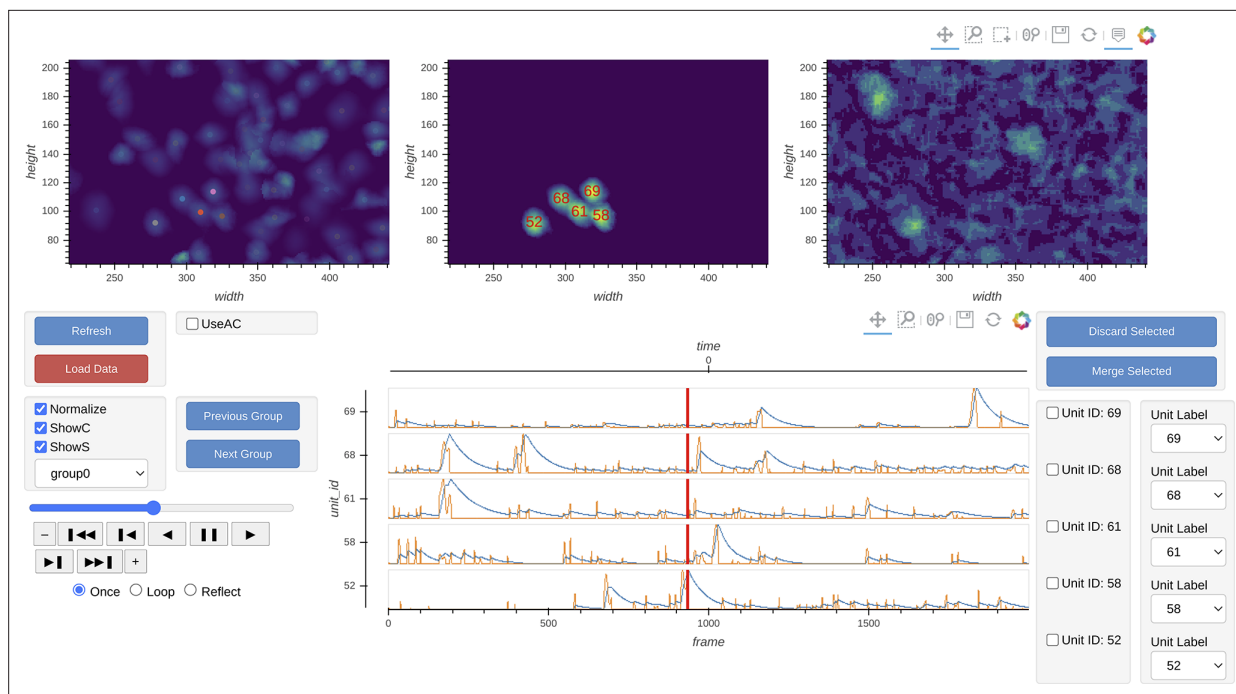 200
180
160
140
120
100
80
height
250
300
350
400
width
200
180
160
140
120
100
80
height
69
68
61
58
52
250
300
350
400
width
200
180
160
140
120
100
80
height
250
300
350
400
width
Refresh
Load Data
UseAC
Normalize
ShowC
ShowS
group0
Previous Group
Next Group
–
+
Once
Loop
Reflect
time
0
unit_id
69
68
61
58
52
0
500
1000
1500
frame
Discard Selected
Merge Selected
Unit ID: 69
Unit ID: 68
Unit ID: 61
Unit ID: 58
Unit ID: 52
Unit Label
69
Unit Label
68
Unit Label
61
Unit Label
58
Unit Label
52